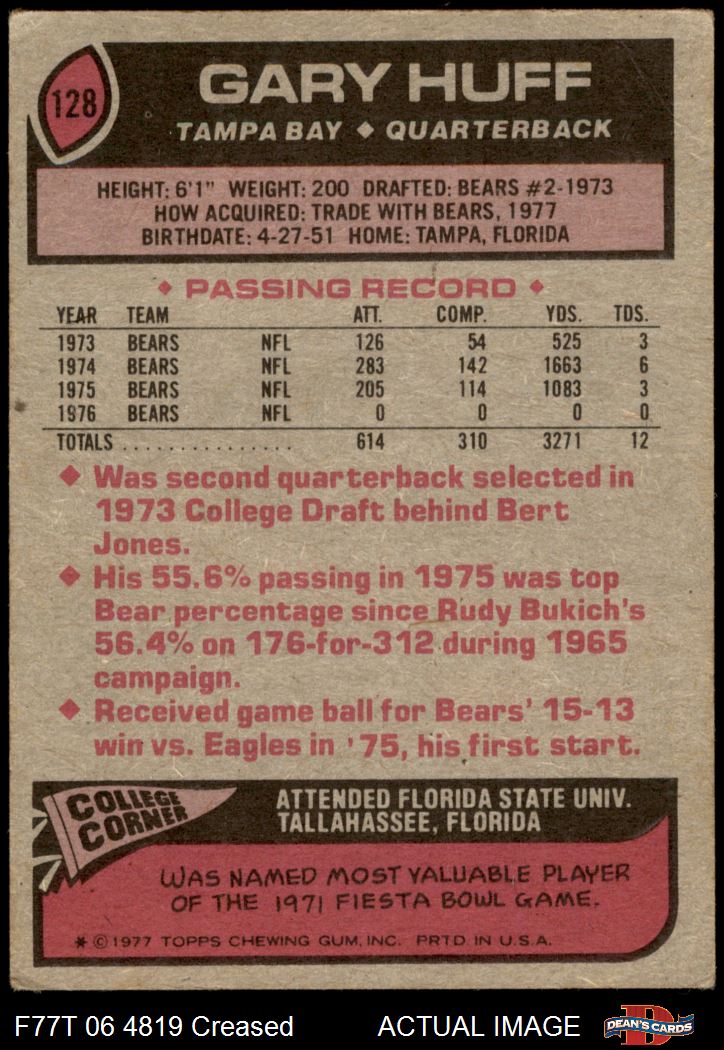 128
GARY HUFF
TAMPA BAY ◆ QUARTERBACK
HEIGHT: 6'1" WEIGHT: 200 DRAFTED: BEARS #2-1973
HOW ACQUIRED: TRADE WITH BEARS, 1977
BIRTHDATE: 4-27-51 HOME: TAMPA, FLORIDA
◆ PASSING RECORD ◆
YEAR TEAM ATT. COMP. YDS. TDS.
1973 BEARS NFL 126 54 525 3
1974 BEARS NFL 283 142 1663 6
1975 BEARS NFL 205 114 1083 3
1976 BEARS NFL 0 0 0 0
TOTALS . . . . . . . . . . . . . . . . 614 310 3271 12
◆ Was second quarterback selected in
1973 College Draft behind Bert
Jones.
◆ His 55.6% passing in 1975 was top
Bear percentage since Rudy Bukich's
56.4% on 176-for-312 during 1965
campaign.
◆ Received game ball for Bears' 15-13
win vs. Eagles in '75, his first start.
COLLEGE
CORNER
ATTENDED FLORIDA STATE UNIV.
TALLAHASSEE, FLORIDA
WAS NAMED MOST VALUABLE PLAYER
OF THE 1971 FIESTA BOWL GAME.
* © 1977 TOPPS CHEWING GUM, INC. PRTD. IN U.S.A.
F77T 06 4819 Creased ACTUAL IMAGE
D
DEAN'S CARDS